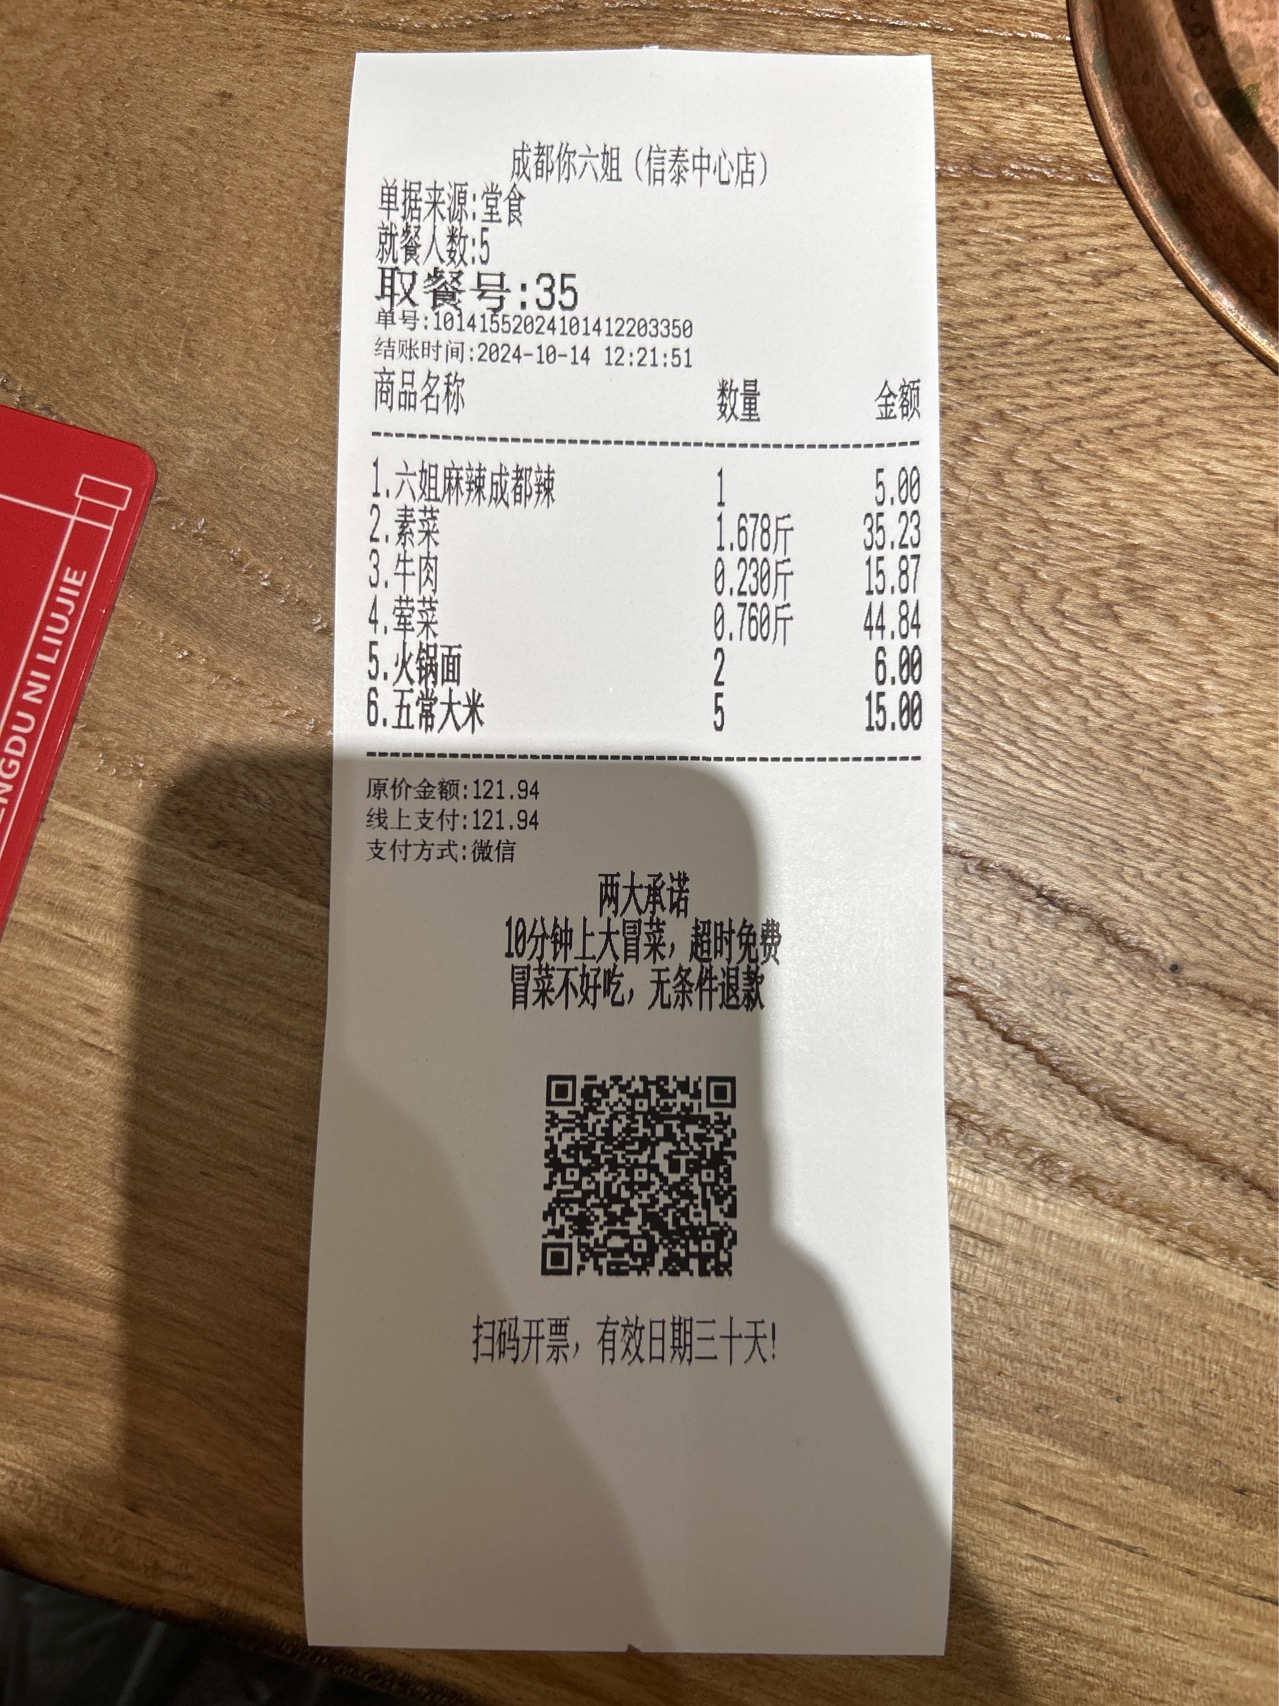 成都你六姐（信泰中心店）
单据来源:堂食
就餐人数:5
取餐号:35
单号:10141552024101412203350
结账时间:2024-10-14 12:21:51
商品名称 数量 金额
1.六姐麻辣成都辣 1 5.00
2.素菜 1.678斤 35.23
3.牛肉 0.230斤 15.87
4.荤菜 0.760斤 44.84
5.火锅面 2 6.00
6.五常大米 5 15.00
原价金额:121.94
线上支付:121.94
支付方式:微信
两大承诺
10分钟上大冒菜，超时免费
冒菜不好吃，无条件退款
扫码开票，有效日期三十天!
NGDU NI LIUJIE